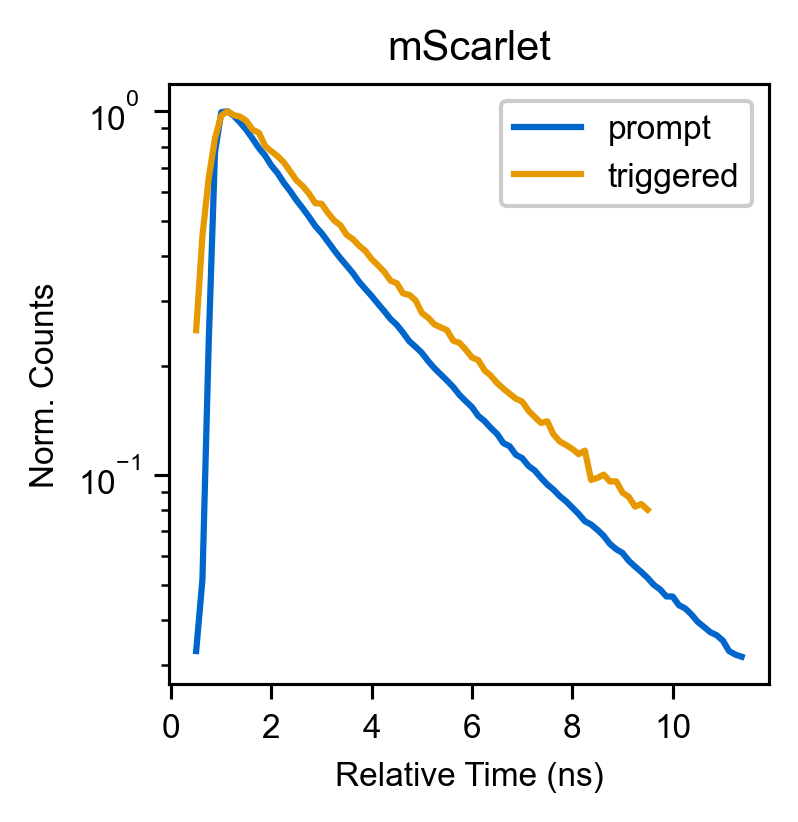 mScarlet
prompt
triggered
Norm. Counts
10⁰
10⁻¹
0 2 4 6 8 10
Relative Time (ns)